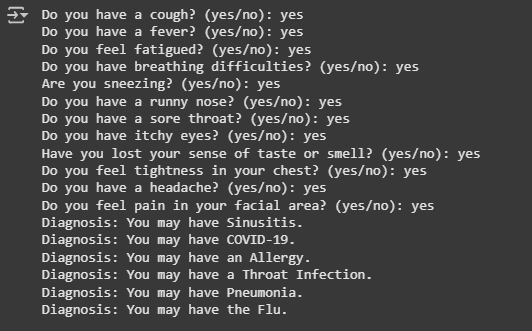 Do you have a cough? (yes/no): yes
Do you have a fever? (yes/no): yes
Do you feel fatigued? (yes/no): yes
Do you have breathing difficulties? (yes/no): yes
Are you sneezing? (yes/no): yes
Do you have a runny nose? (yes/no): yes
Do you have a sore throat? (yes/no): yes
Do you have itchy eyes? (yes/no): yes
Have you lost your sense of taste or smell? (yes/no): yes
Do you feel tightness in your chest? (yes/no): yes
Do you have a headache? (yes/no): yes
Do you feel pain in your facial area? (yes/no): yes
Diagnosis: You may have Sinusitis.
Diagnosis: You may have COVID-19.
Diagnosis: You may have an Allergy.
Diagnosis: You may have a Throat Infection.
Diagnosis: You may have Pneumonia.
Diagnosis: You may have the Flu.